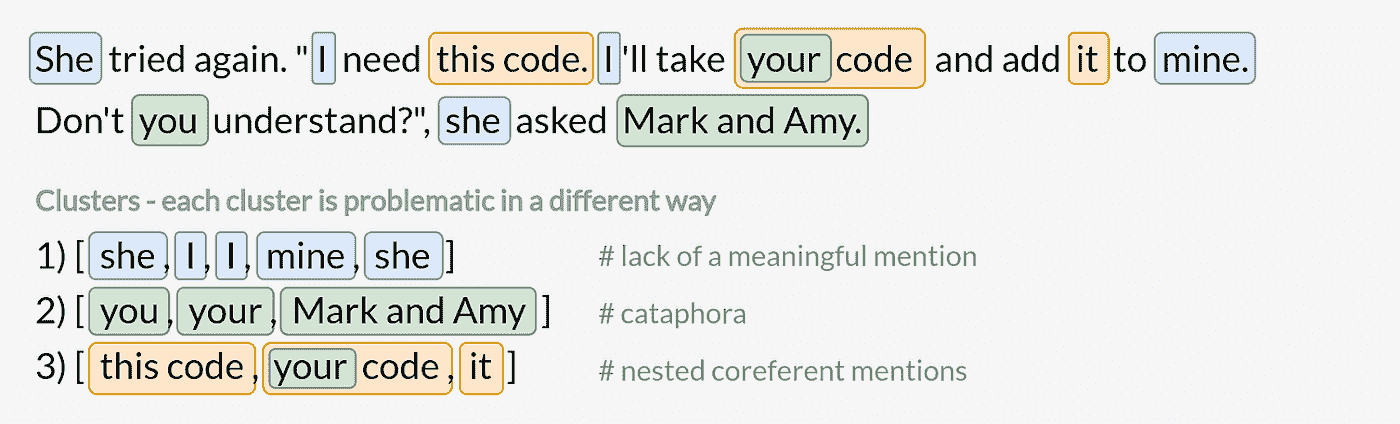 She tried again. "I need this code. I'll take your code and add it to mine.
Don't you understand?", she asked Mark and Amy.
Clusters - each cluster is problematic in a different way
1) [ she, I, I, mine, she ] # lack of a meaningful mention
2) [ you, your, Mark and Amy ] # cataphora
3) [ this code, your code, it ] # nested coreferent mentions